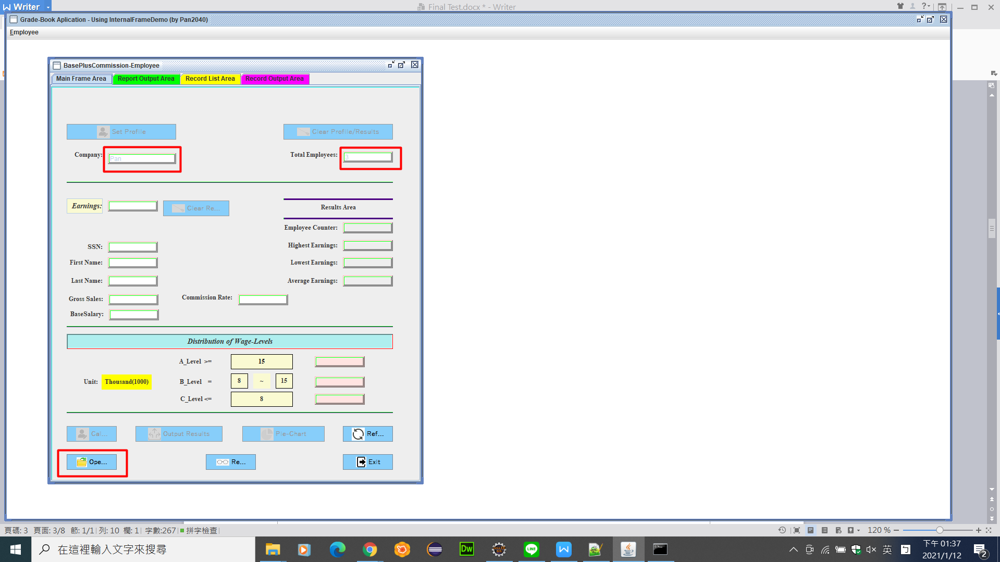 Writer
Final Test.docx * - Writer
Grade-Book Aplication - Using InternalFrameDemo (by Pan2040)
Employee
BasePlusCommission-Employee
Main Frame Area
Report Output Area
Record List Area
Record Output Area
Set Profile
Clear Profile/Results
Company:
Pan
Total Employees:
3
Earnings:
Clear Re...
Results Area
Employee Counter:
SSN:
Highest Earnings:
First Name:
Lowest Earnings:
Last Name:
Average Earnings:
Gross Sales:
Commission Rate:
BaseSalary:
Distribution of Wage-Levels
A_Level >=
15
Unit:
Thousand(1000)
B_Level =
8
~
15
C_Level <=
8
Cal...
Output Results
Pie-Chart
Ref...
Ope...
Re...
Exit
頁碼: 3 頁面: 3/8 節: 1/1 列: 10 欄: 1 字數:267 拼字檢查
120 %
在這裡輸入文字來搜尋
Dw
LINE
英
下午 01:37
2021/1/12
2